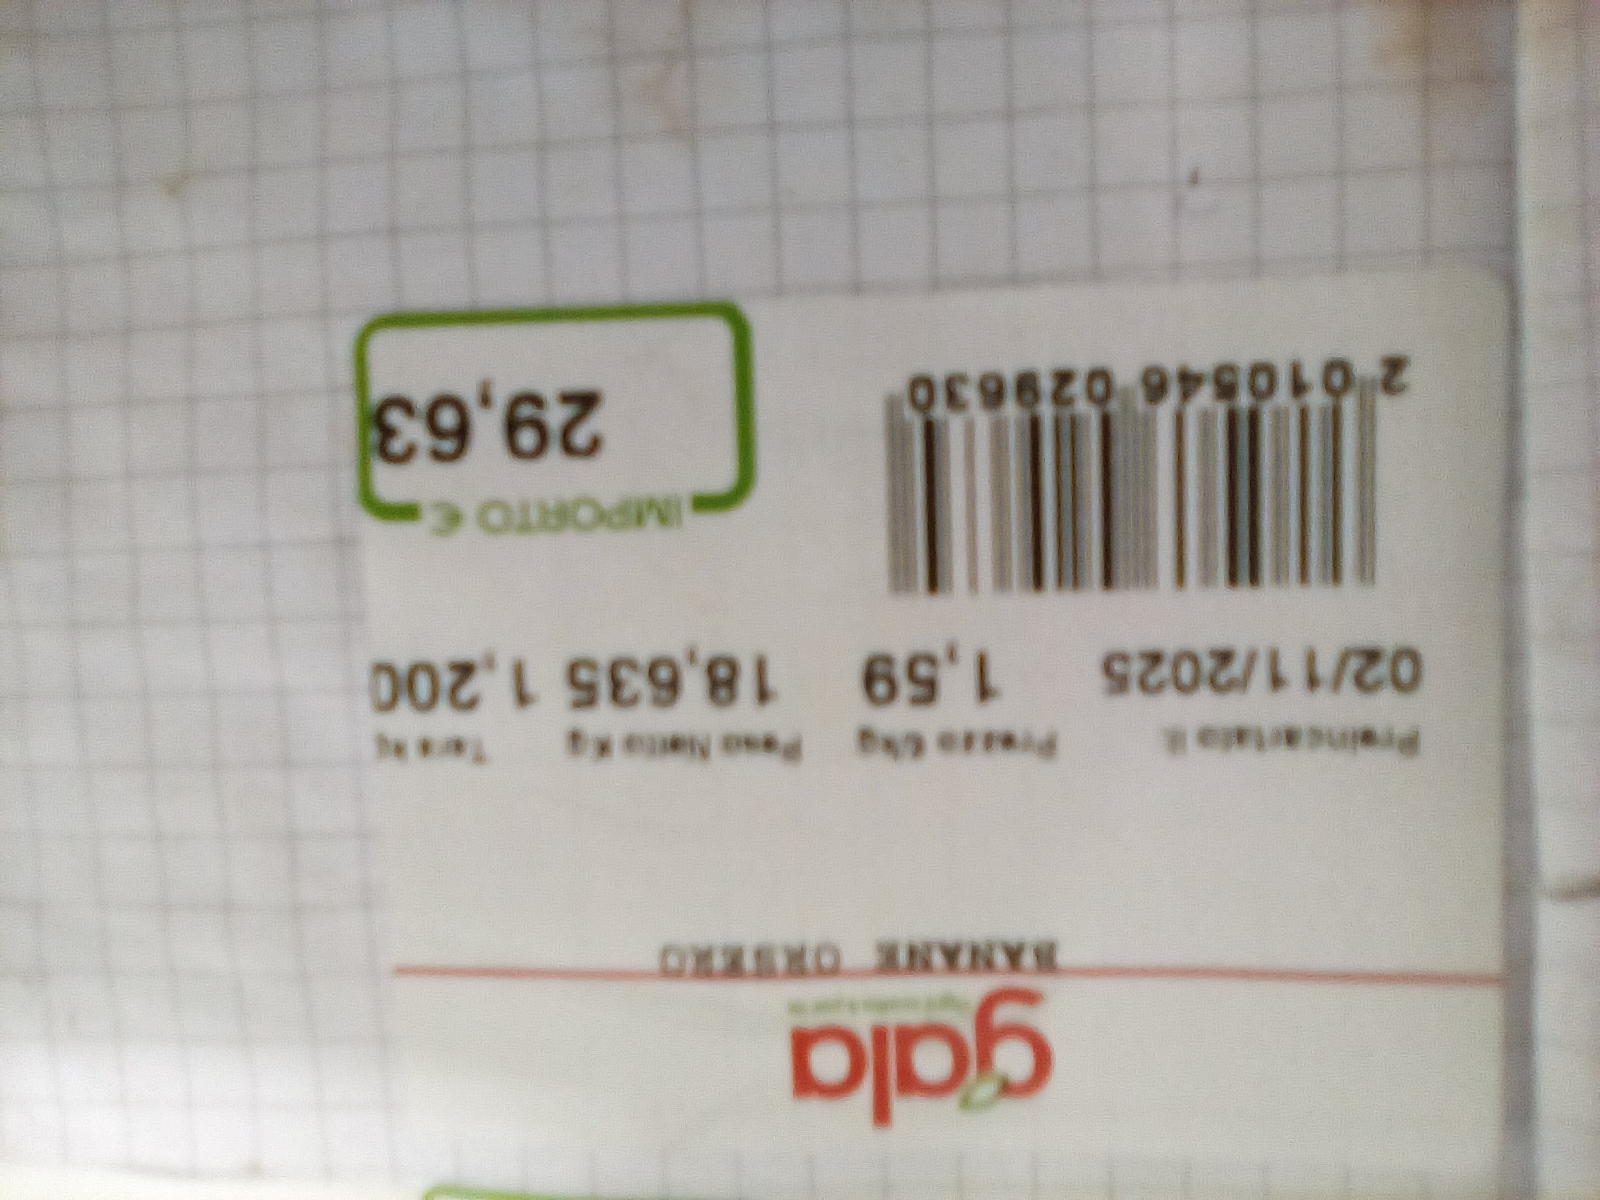 gala
BANANE ORSERO
Preincartato il Prezzo €/kg Peso Netto Kg Tara kg
02/11/2025 1,59 18,635 1,200
IMPORTO €
29,63
2 010546 029630